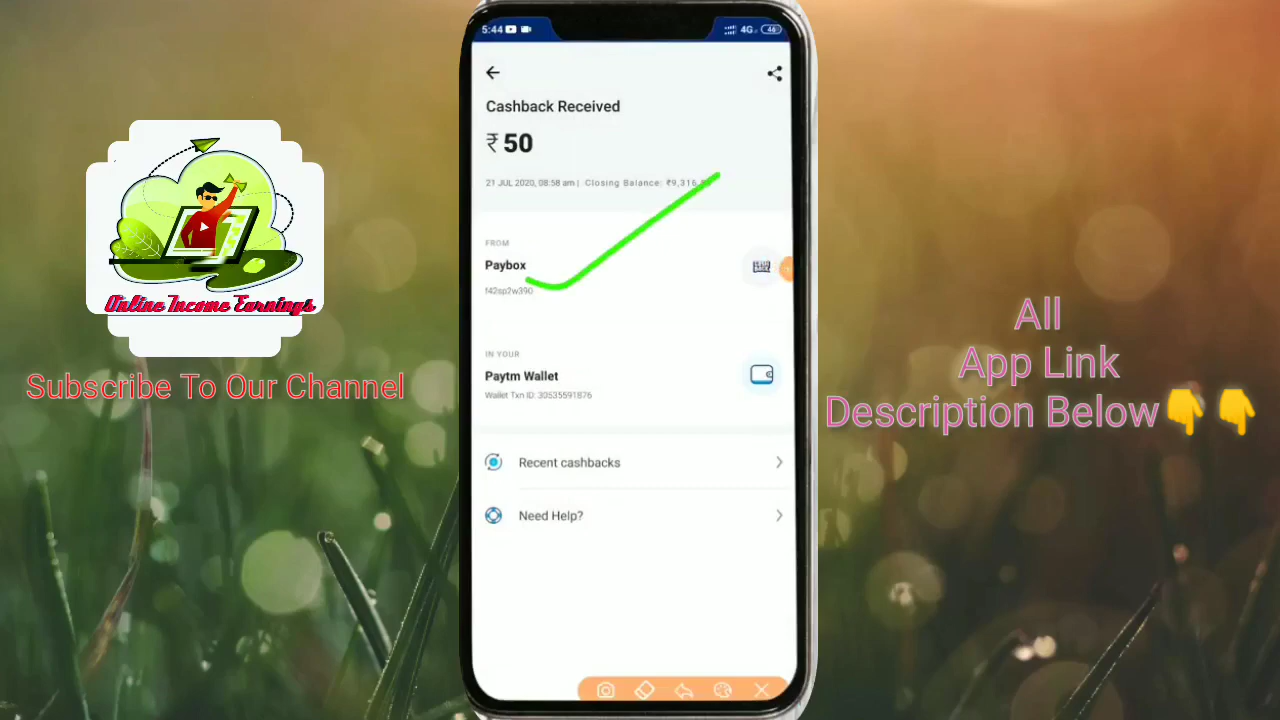 5:44
4G
46
Cashback Received
₹ 50
21 JUL 2020, 08:58 am | Closing Balance: ₹9,316.
FROM
Paybox
f42sp2w390
IN YOUR
Paytm Wallet
Wallet Txn ID: 30535591876
Recent cashbacks
Need Help?
Online Income Earnings
Subscribe To Our Channel
All
App Link
Description Below👇👇